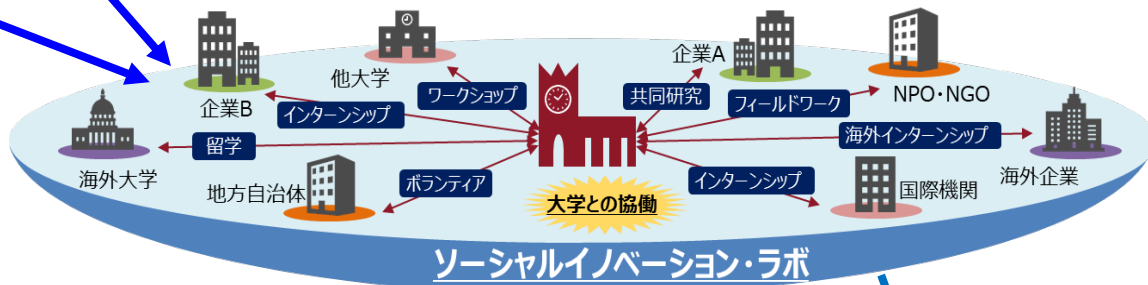 他大学
企業A
企業B
NPO・NGO
ワークショップ
共同研究
フィールドワーク
インターンシップ
海外インターンシップ
留学
海外大学
海外企業
地方自治体
ボランティア
インターンシップ
国際機関
大学との協働
ソーシャルイノベーション・ラボ